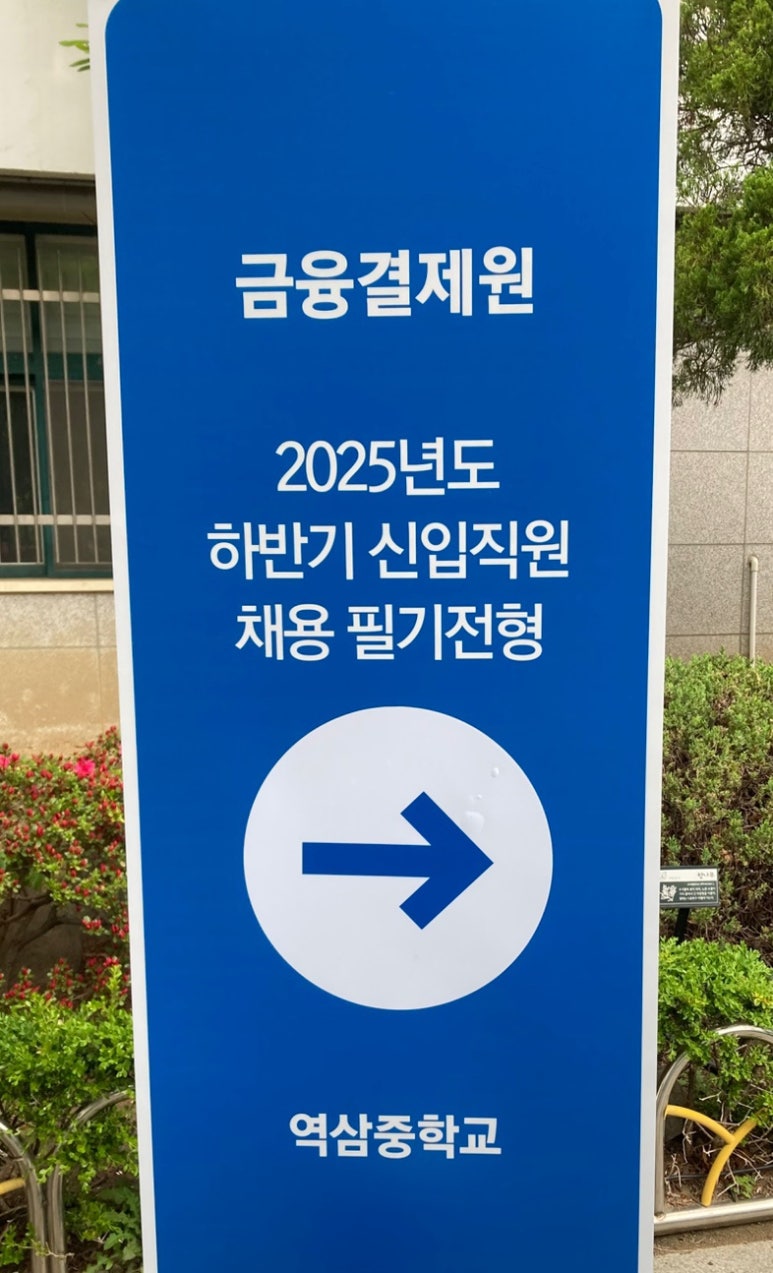 금융결제원
2025년도
하반기 신입직원
채용 필기전형
역삼중학교